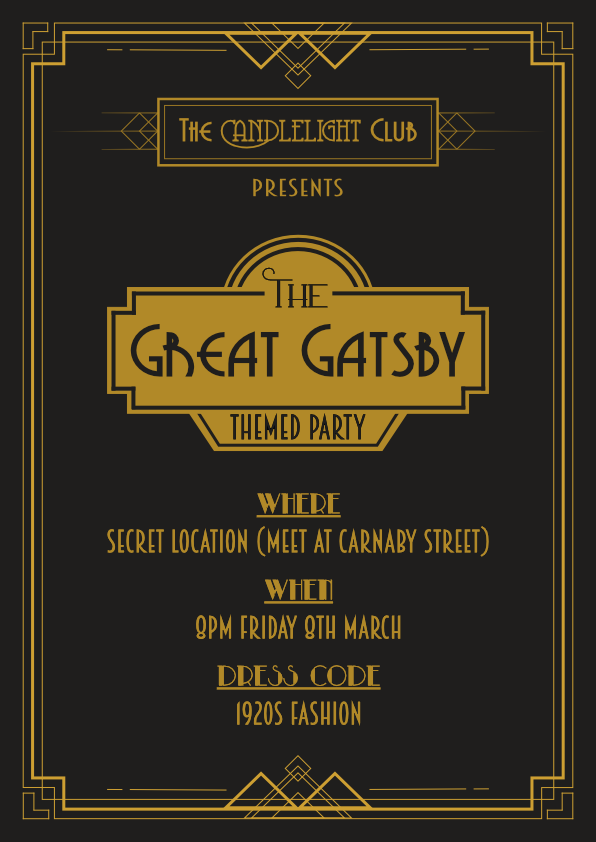 The Candlelight Club
PRESENTS
The
Great Gatsby
THEMED PARTY
WHERE
SECRET LOCATION (MEET AT CARNABY STREET)
WHEN
8PM FRIDAY 8TH MARCH
DRESS CODE
1920S FASHION